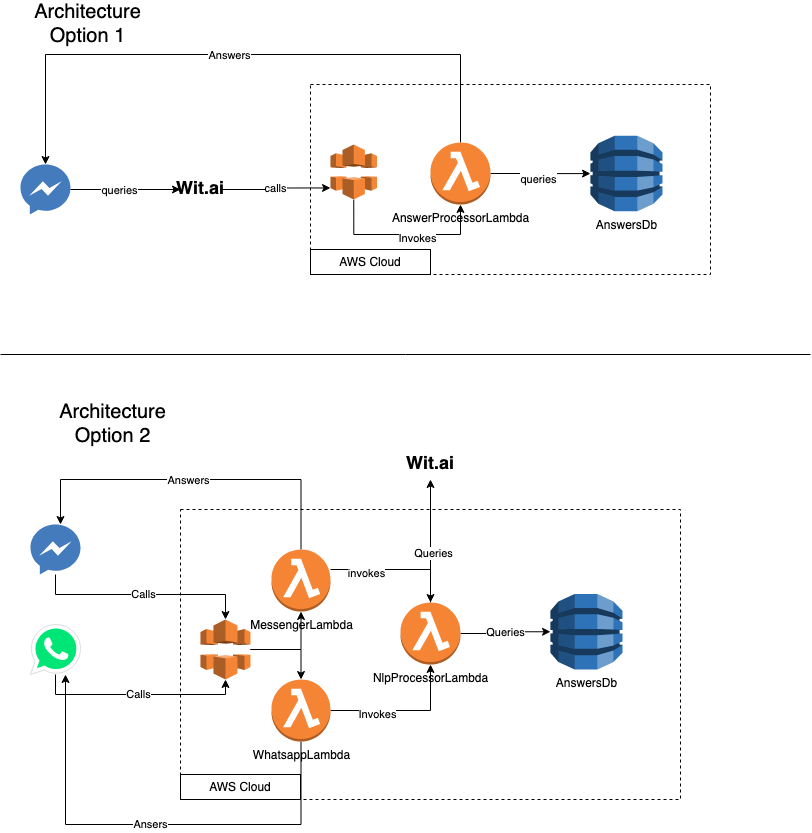 Architecture
Option 1
Answers
queries
Wit.ai
calls
AnswerProcessorLambda
invokes
queries
AnswersDb
AWS Cloud
Architecture
Option 2
Wit.ai
Answers
Queries
invokes
Calls
MessengerLambda
Queries
NlpProcessorLambda
AnswersDb
Calls
invokes
WhatsappLambda
AWS Cloud
Ansers